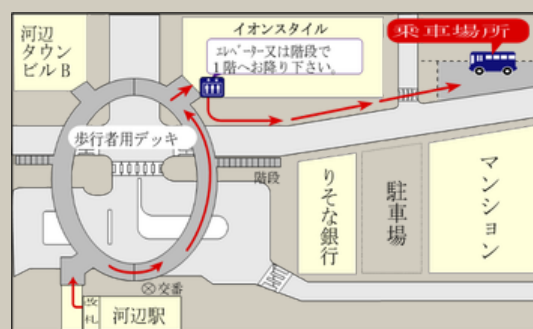 河辺
タウン
ビルB
イオンスタイル
エレベーター又は階段で
1階へお降り下さい。
乗車場所
歩行者用デッキ
階段
りそな銀行
駐車場
マンション
交番
改札
河辺駅